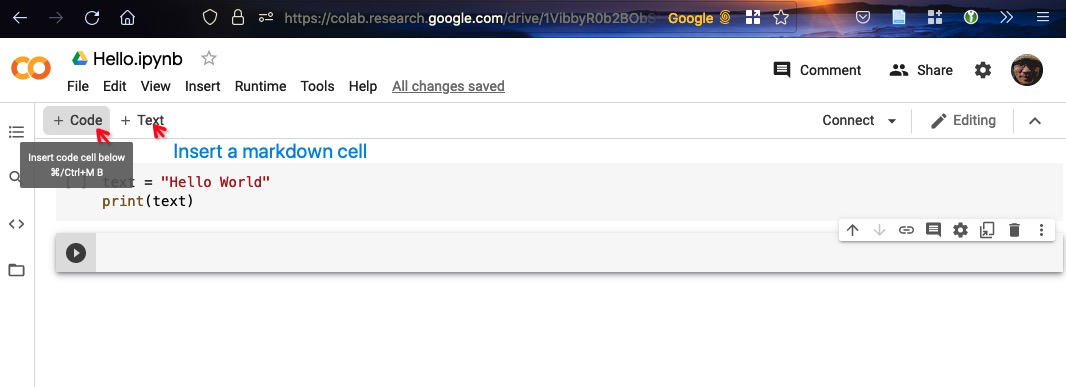 https://colab.research.google.com/drive/1VibbyR0b2BOb
Google
Hello.ipynb
File Edit View Insert Runtime Tools Help All changes saved
Comment
Share
+ Code + Text
Connect
Editing
Insert code cell below
⌘/Ctrl+M B
Insert a markdown cell
text = "Hello World"
print(text)